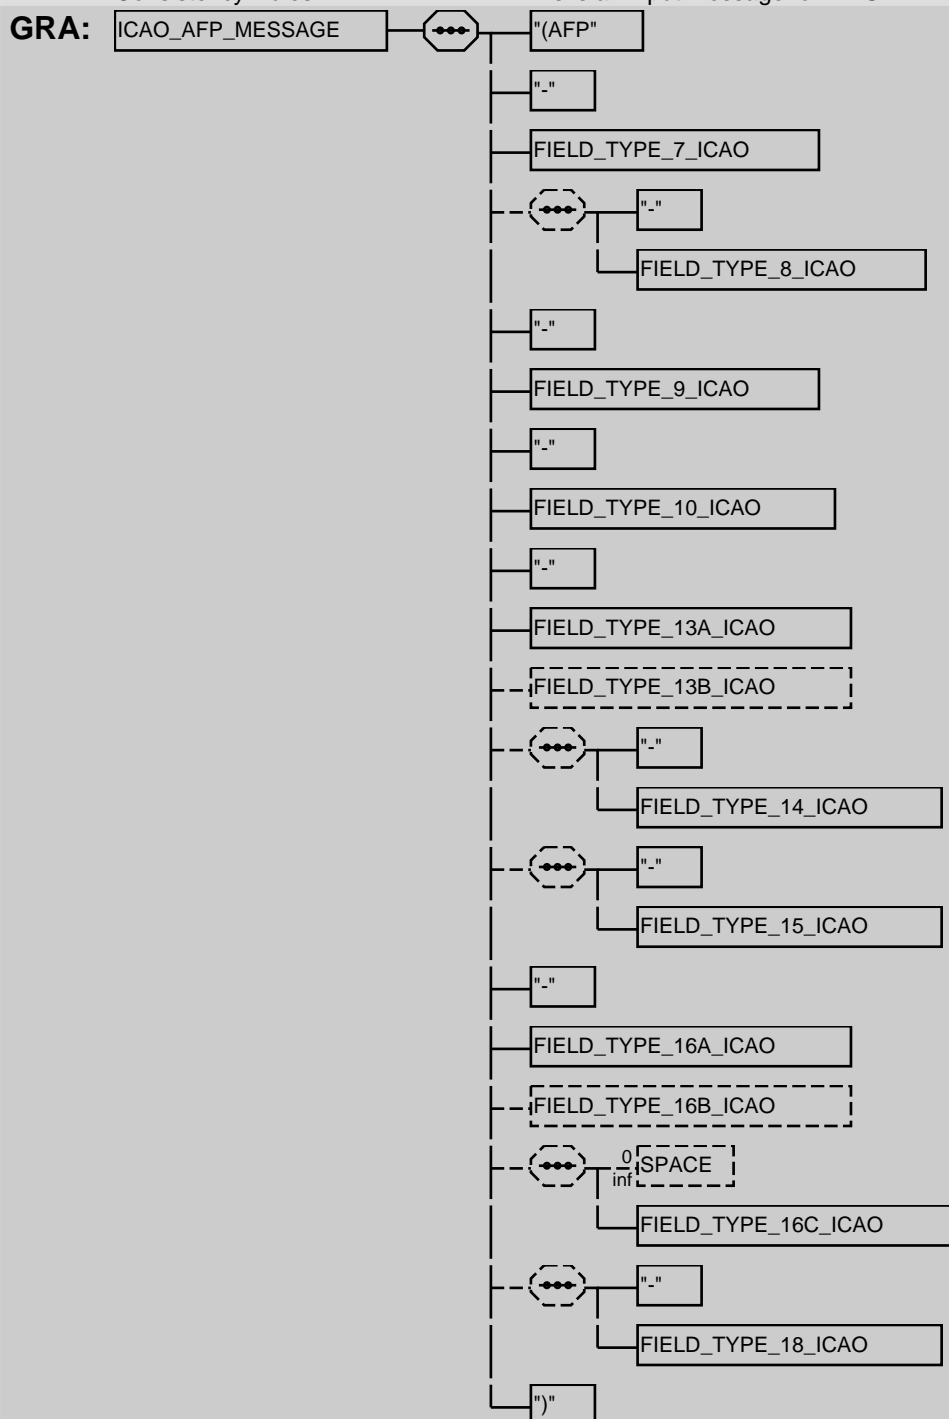 GRA: ICAO_AFP_MESSAGE "(AFP"
"-"
FIELD_TYPE_7_ICAO
"-"
FIELD_TYPE_8_ICAO
"-"
FIELD_TYPE_9_ICAO
"-"
FIELD_TYPE_10_ICAO
"-"
FIELD_TYPE_13A_ICAO
FIELD_TYPE_13B_ICAO
"-"
FIELD_TYPE_14_ICAO
"-"
FIELD_TYPE_15_ICAO
"-"
FIELD_TYPE_16A_ICAO
FIELD_TYPE_16B_ICAO
0 SPACE
inf
FIELD_TYPE_16C_ICAO
"-"
FIELD_TYPE_18_ICAO
")"